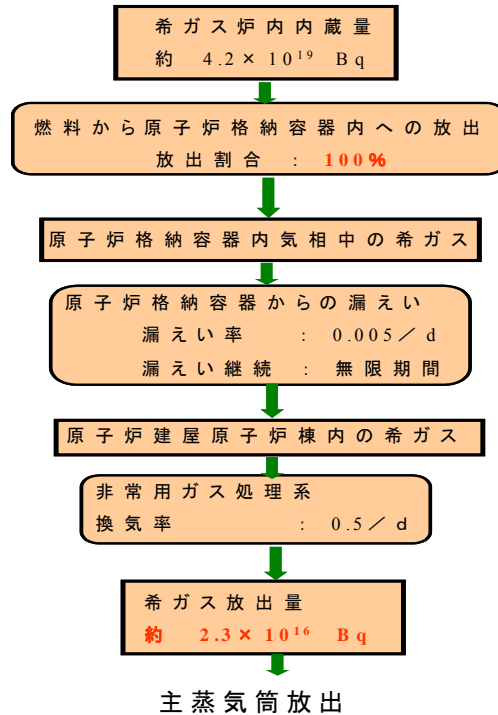 希ガス炉内内蔵量
約 4.2× 10¹⁹ Bq
燃料から原子炉格納容器内への放出
放出割合 : 100%
原子炉格納容器内気相中の希ガス
原子炉格納容器からの漏えい
漏えい率 : 0.005／d
漏えい継続 : 無限期間
原子炉建屋原子炉棟内の希ガス
非常用ガス処理系
換気率 : 0.5／d
希ガス放出量
約 2.3× 10¹⁶ Bq
主蒸気筒放出